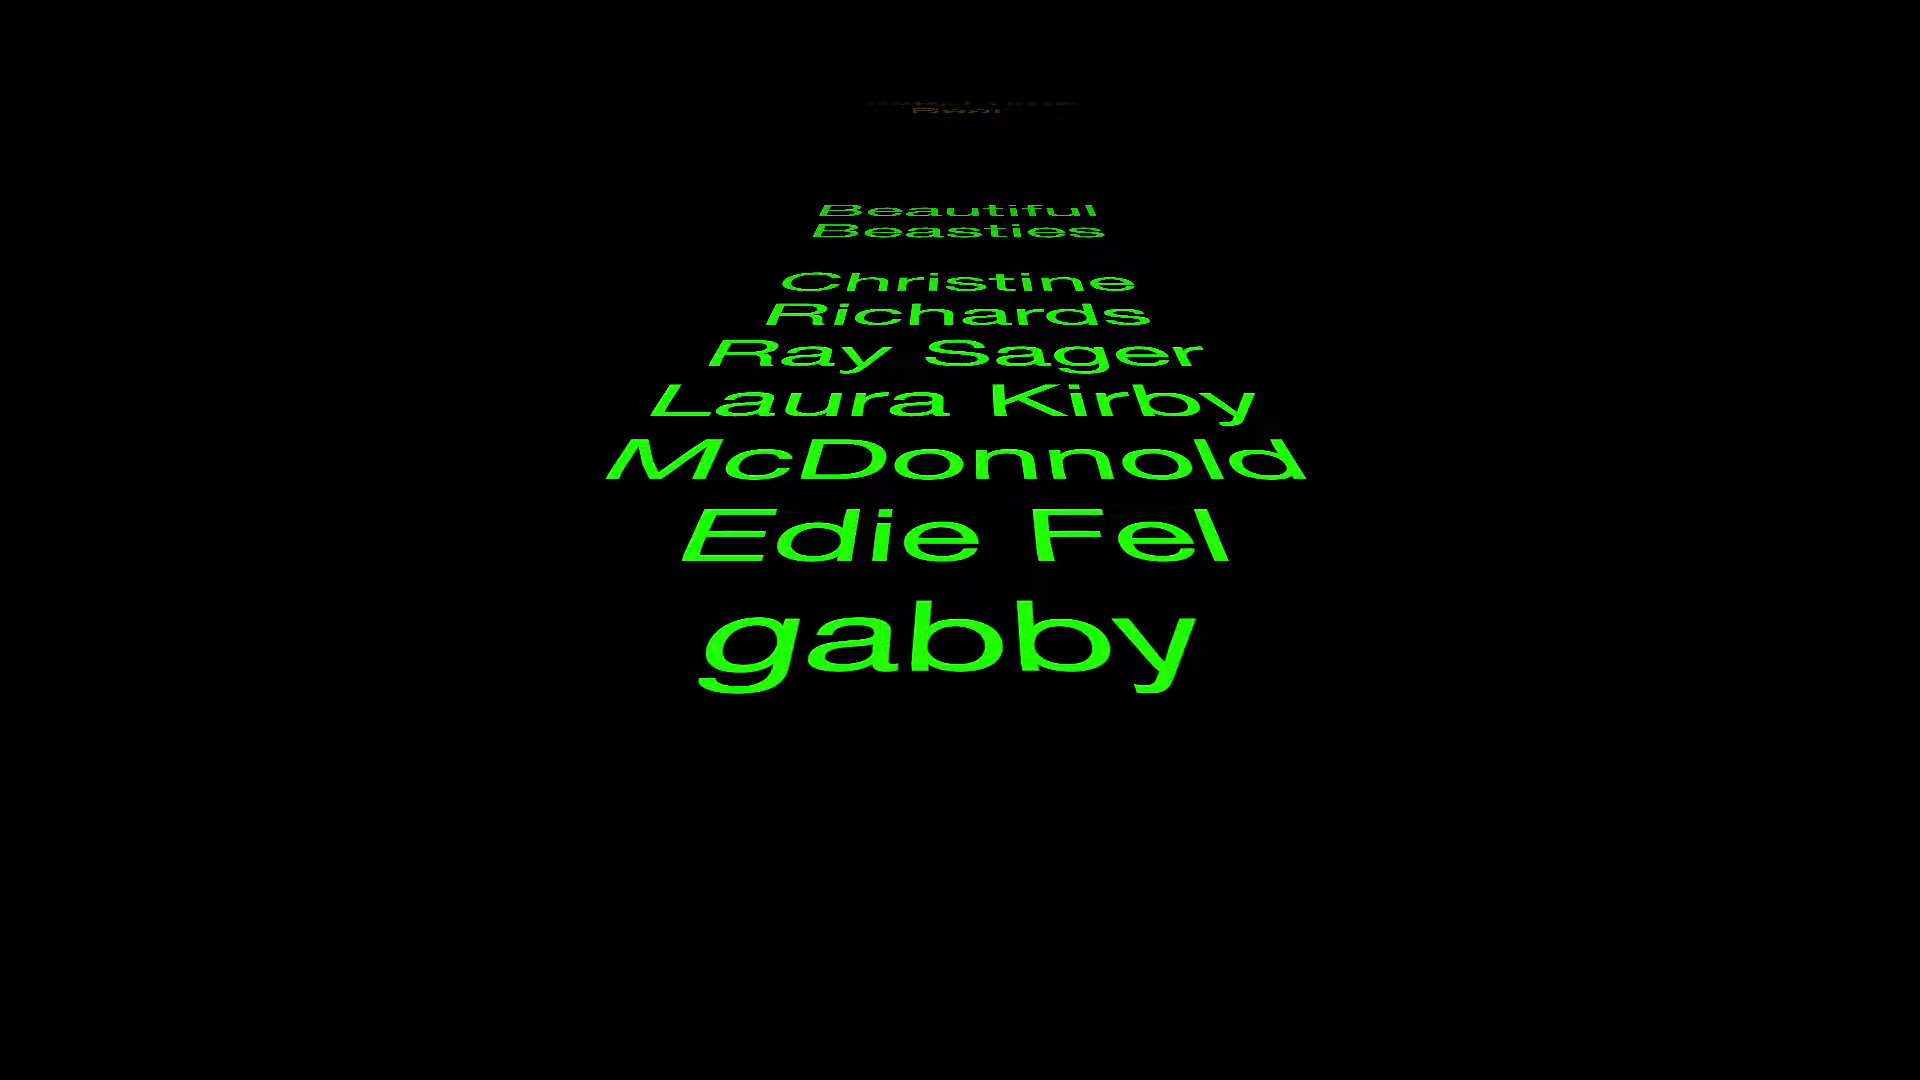 Beautiful
Beasties
Christine
Richards
Ray Sager
Laura Kirby
McDonnold
Edie Fel
gabby